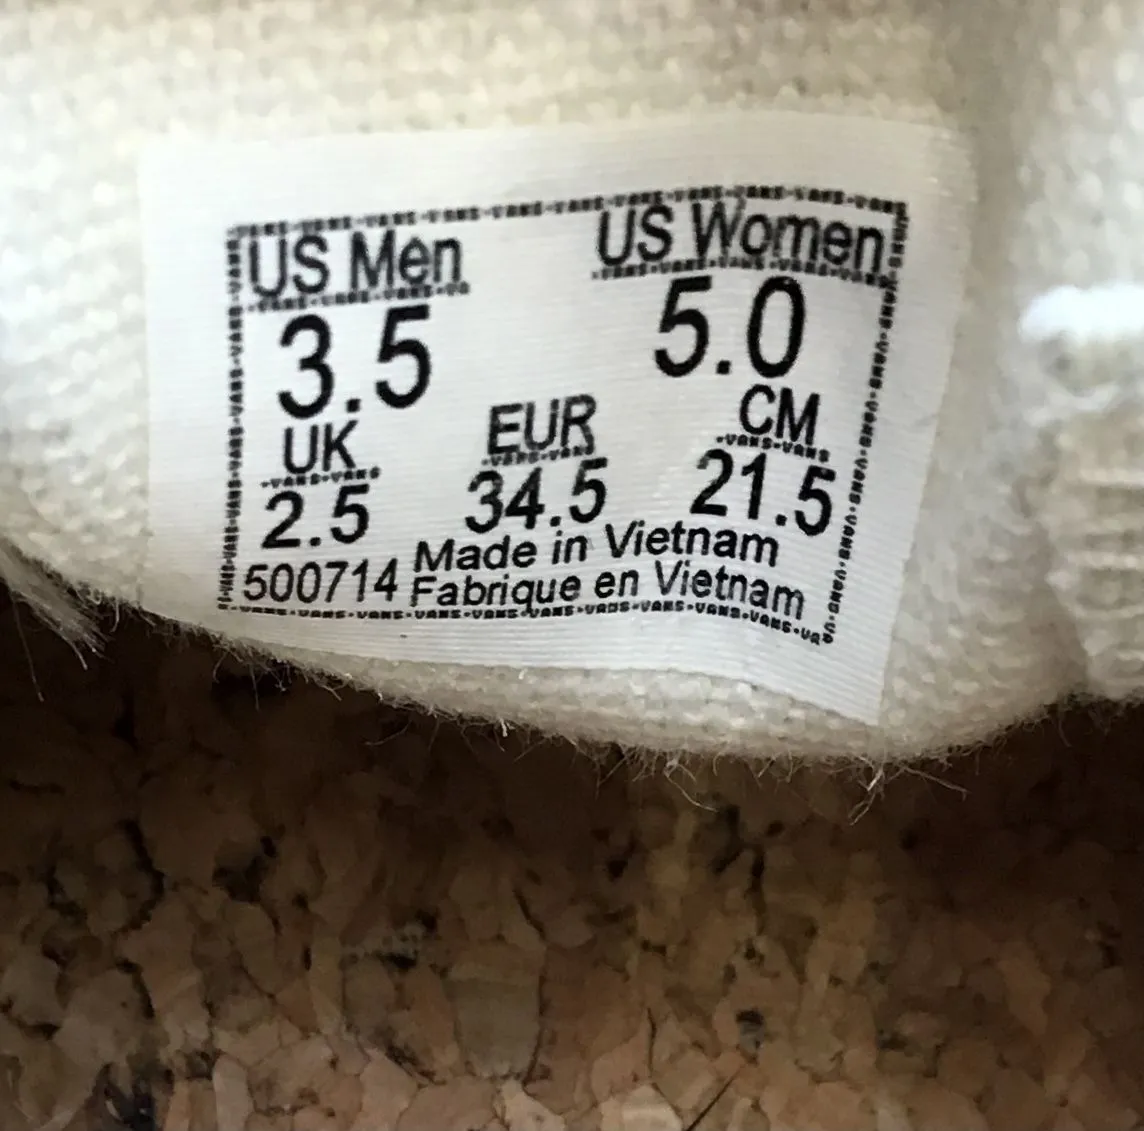 US Men US Women
3.5 5.0
UK EUR CM
2.5 34.5 21.5
500714 Made in Vietnam
Fabrique en Vietnam